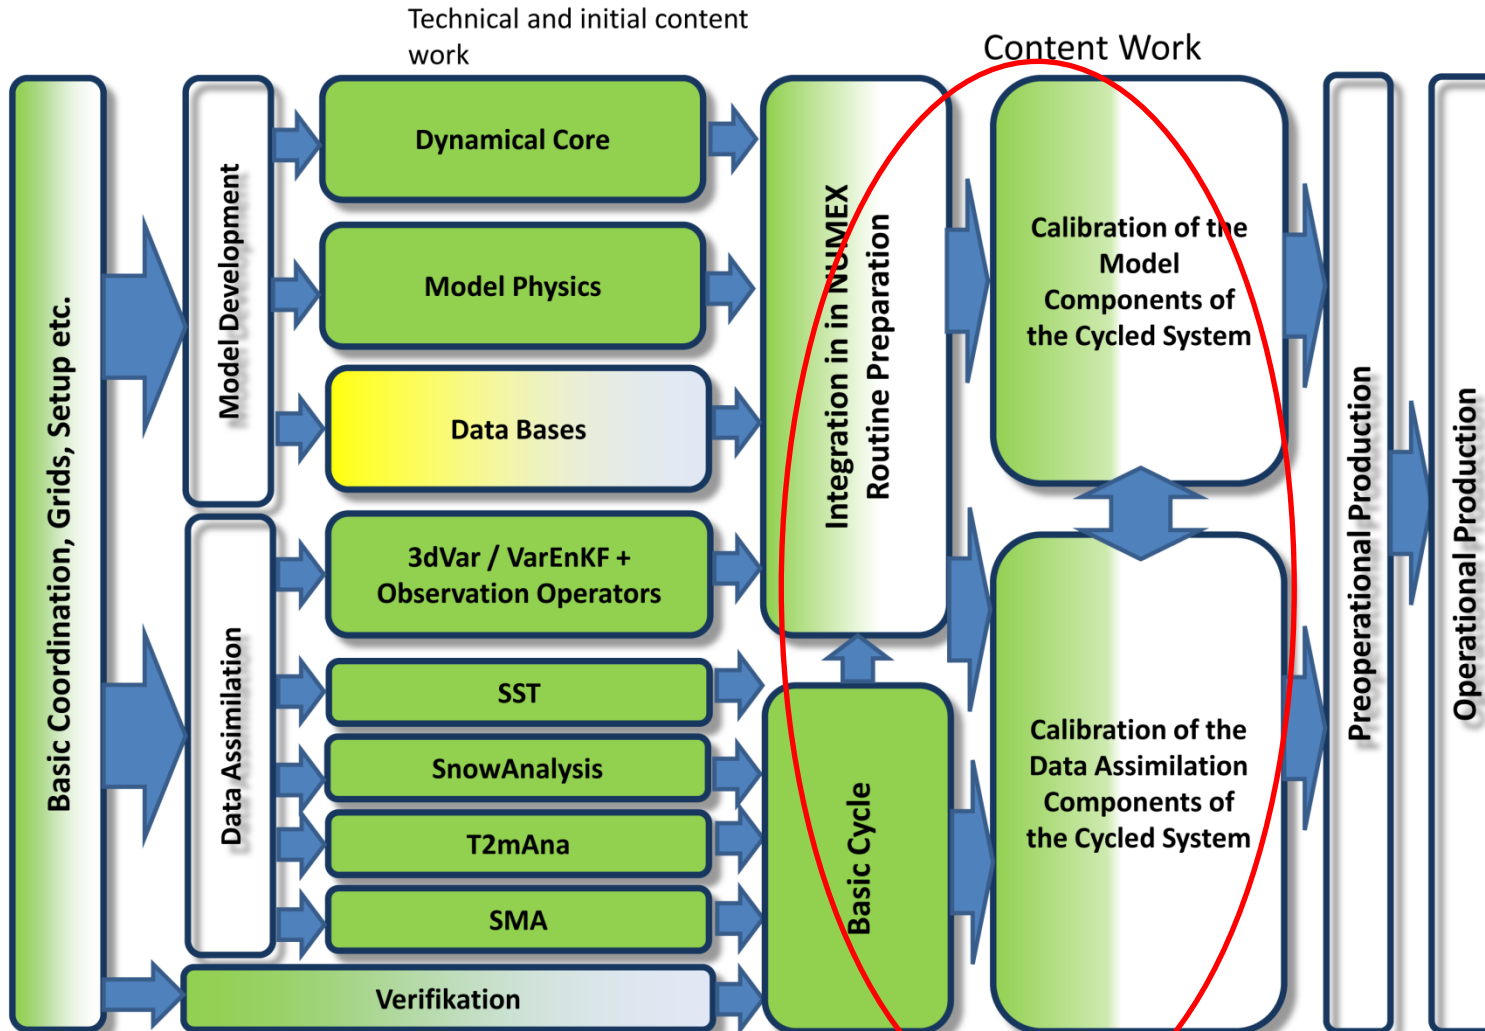 Technical and initial content
work
Content Work
Basic Coordination, Grids, Setup etc.
Model Development
Data Assimilation
Dynamical Core
Model Physics
Data Bases
3dVar / VarEnKF +
Observation Operators
SST
SnowAnalysis
T2mAna
SMA
Verifikation
Integration in in NUMEX
Routine Preparation
Basic Cycle
Calibration of the
Model
Components of
the Cycled System
Calibration of the
Data Assimilation
Components of
the Cycled System
Preoperational Production
Operational Production